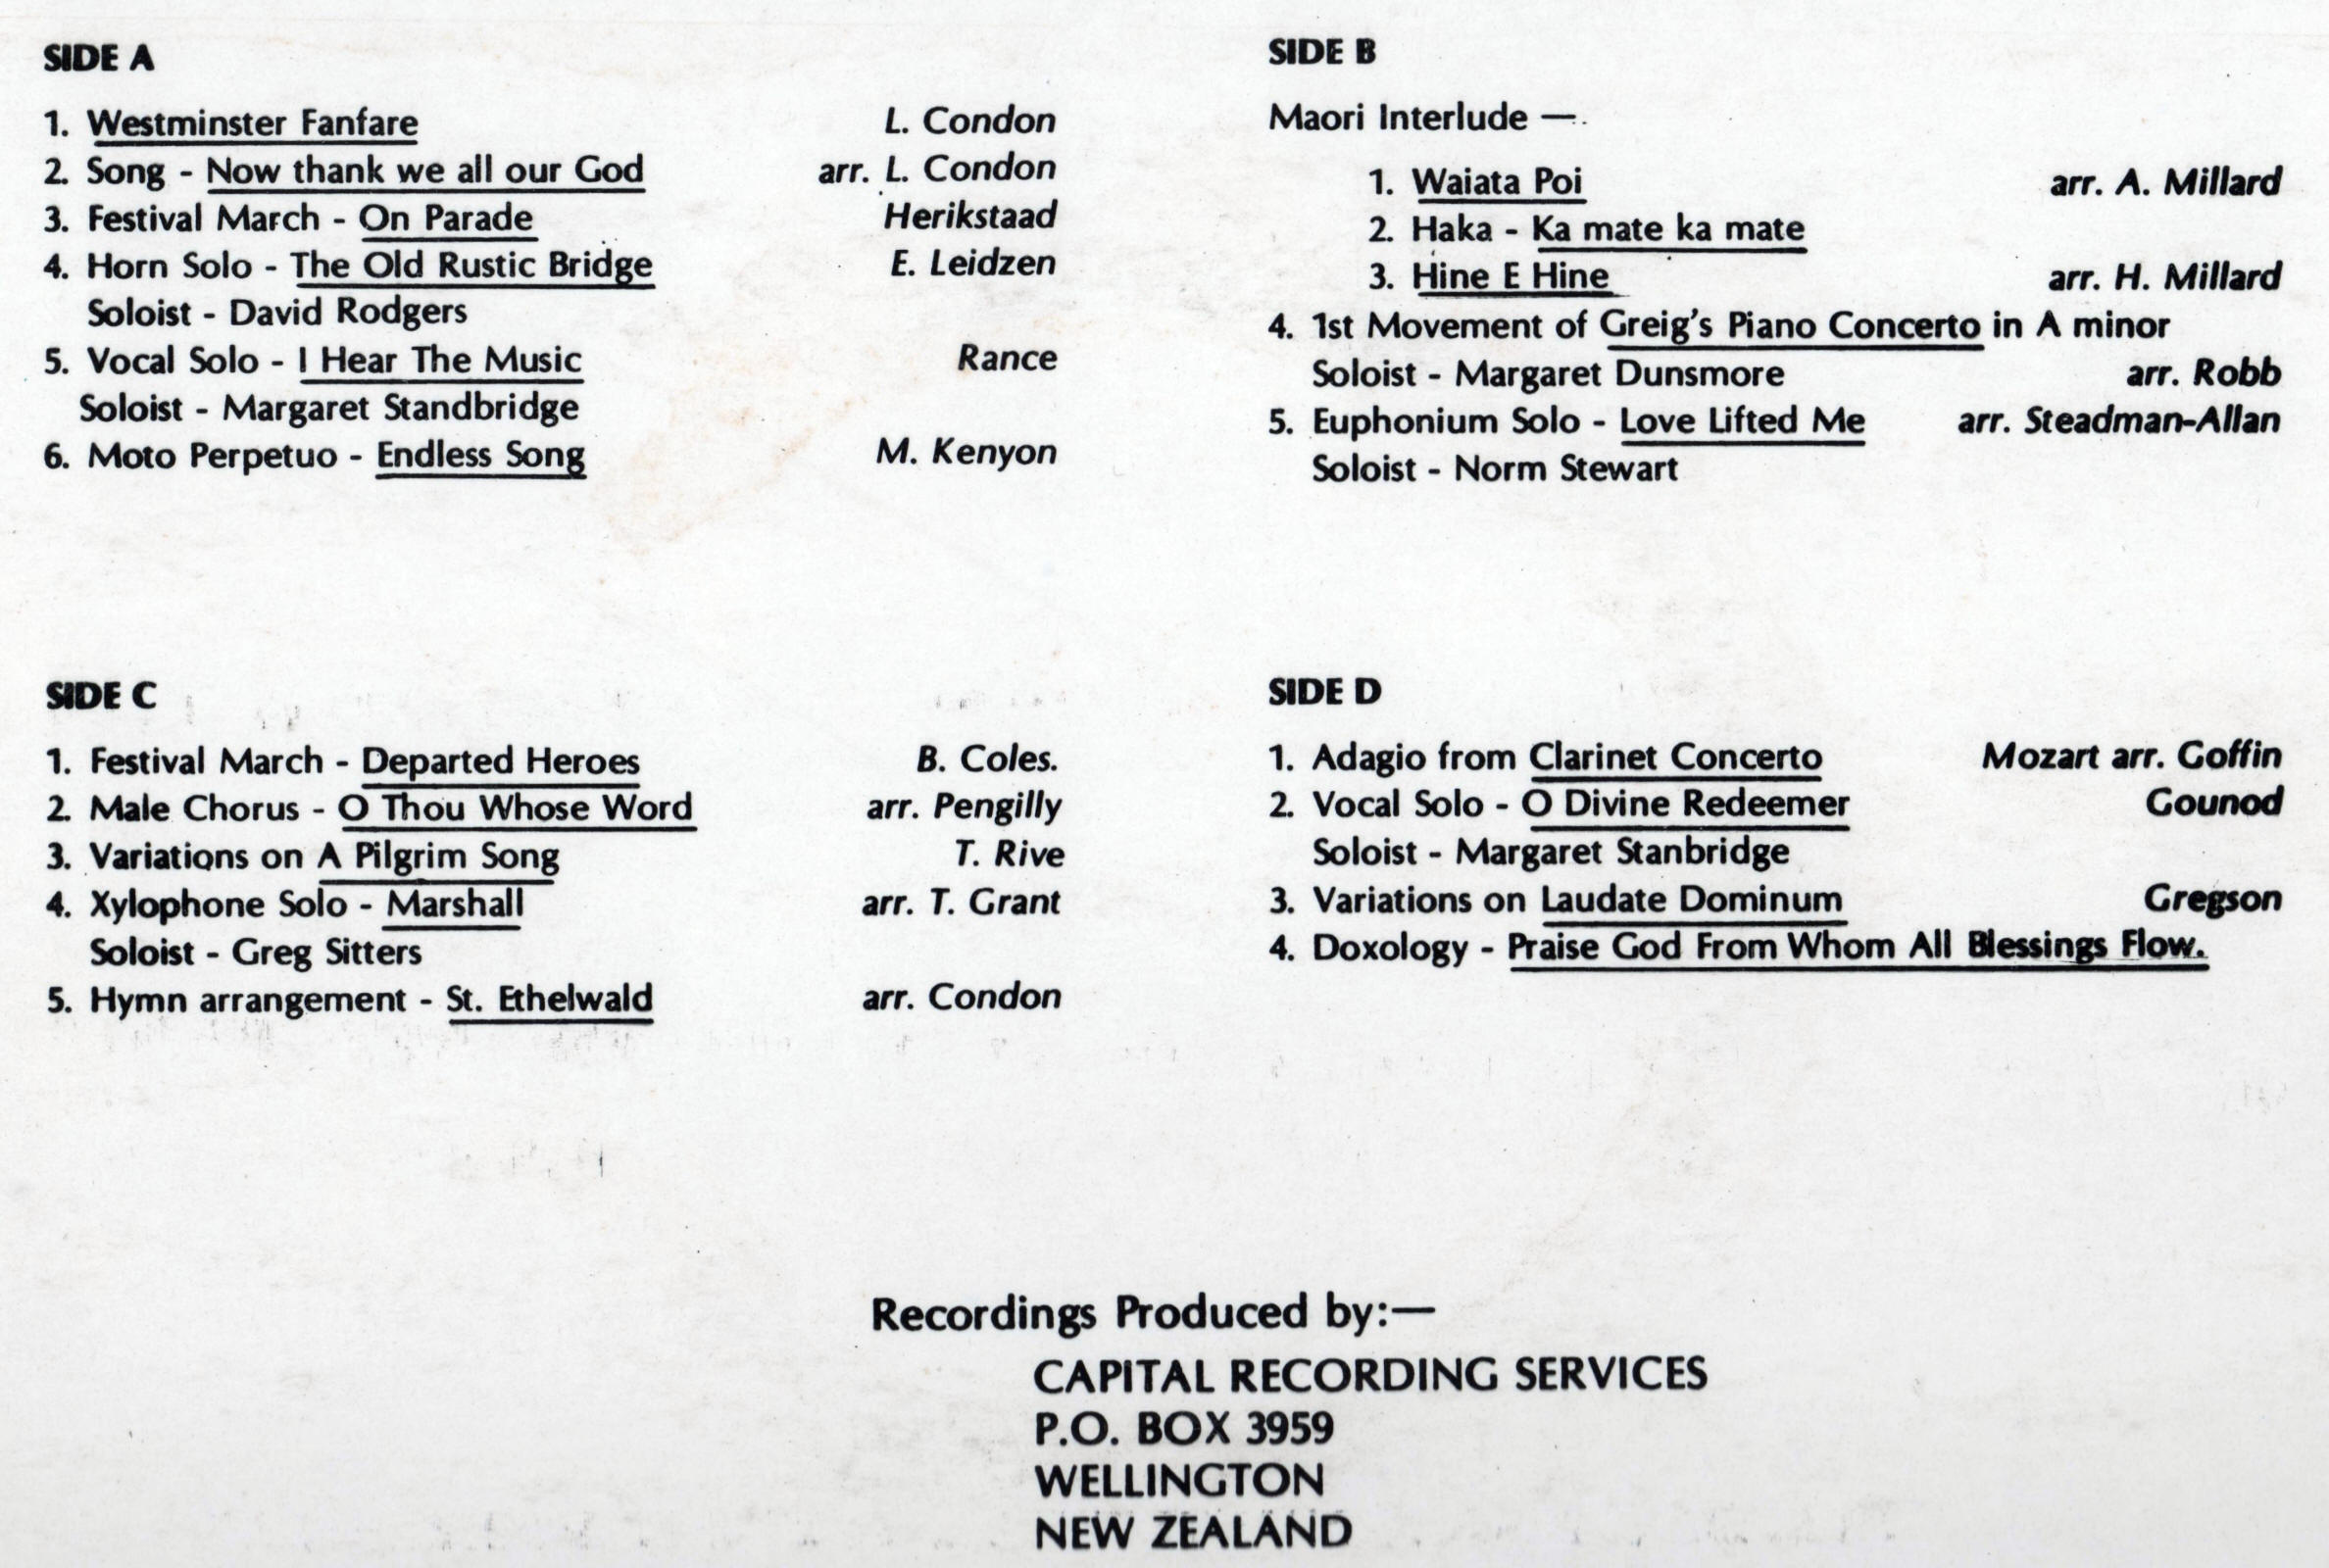 SIDE A
1. Westminster Fanfare L. Condon
2. Song - Now thank we all our God arr. L. Condon
3. Festival March - On Parade Herikstaad
4. Horn Solo - The Old Rustic Bridge E. Leidzen
Soloist - David Rodgers
5. Vocal Solo - I Hear The Music Rance
Soloist - Margaret Standbridge
6. Moto Perpetuo - Endless Song M. Kenyon
SIDE B
Maori Interlude —
1. Waiata Poi arr. A. Millard
2. Haka - Ka mate ka mate
3. Hine E Hine arr. H. Millard
4. 1st Movement of Greig's Piano Concerto in A minor
Soloist - Margaret Dunsmore arr. Robb
5. Euphonium Solo - Love Lifted Me arr. Steadman-Allan
Soloist - Norm Stewart
SIDE C
1. Festival March - Departed Heroes B. Coles.
2. Male Chorus - O Thou Whose Word arr. Pengilly
3. Variations on A Pilgrim Song T. Rive
4. Xylophone Solo - Marshall arr. T. Grant
Soloist - Greg Sitters
5. Hymn arrangement - St. Ethelwald arr. Condon
SIDE D
1. Adagio from Clarinet Concerto Mozart arr. Goffin
2. Vocal Solo - O Divine Redeemer Gounod
Soloist - Margaret Stanbridge
3. Variations on Laudate Dominum Gregson
4. Doxology - Praise God From Whom All Blessings Flow.
Recordings Produced by:—
CAPITAL RECORDING SERVICES
P.O. BOX 3959
WELLINGTON
NEW ZEALAND